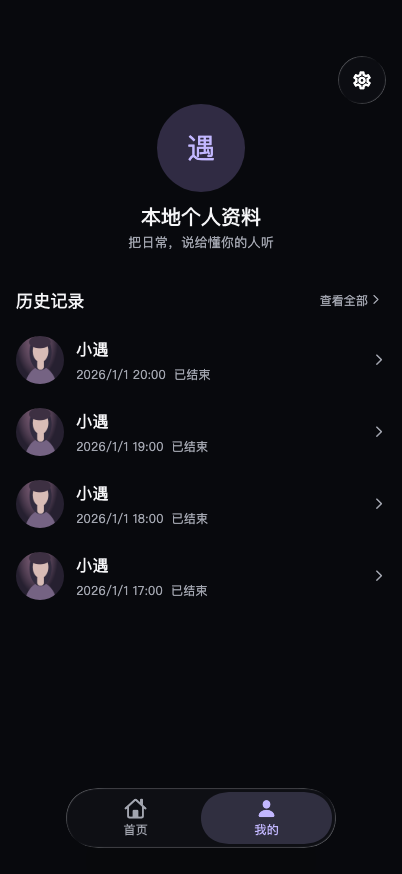 遇
本地个人资料
把日常，说给懂你的人听
历史记录
查看全部
小遇
2026/1/1 20:00 已结束
小遇
2026/1/1 19:00 已结束
小遇
2026/1/1 18:00 已结束
小遇
2026/1/1 17:00 已结束
首页
我的